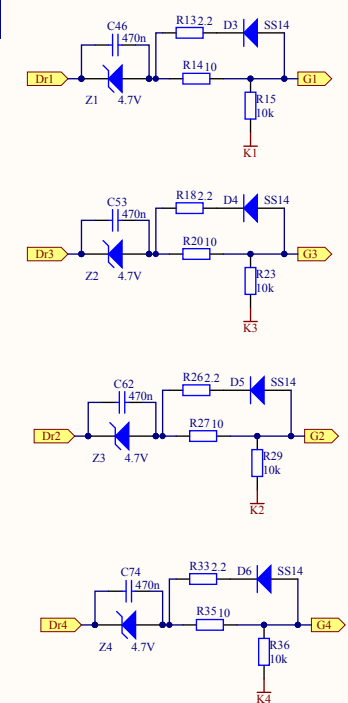 C46 R13 2.2 D3 SS14
470n
Dr1 R14 10 G1
Z1 4.7V R15
10k
K1
C53 R18 2.2 D4 SS14
470n
Dr3 R20 10 G3
Z2 4.7V R23
10k
K3
C62 R26 2.2 D5 SS14
470n
Dr2 R27 10 G2
Z3 4.7V R29
10k
K2
C74 R33 2.2 D6 SS14
470n
Dr4 R35 10 G4
Z4 4.7V R36
10k
K4